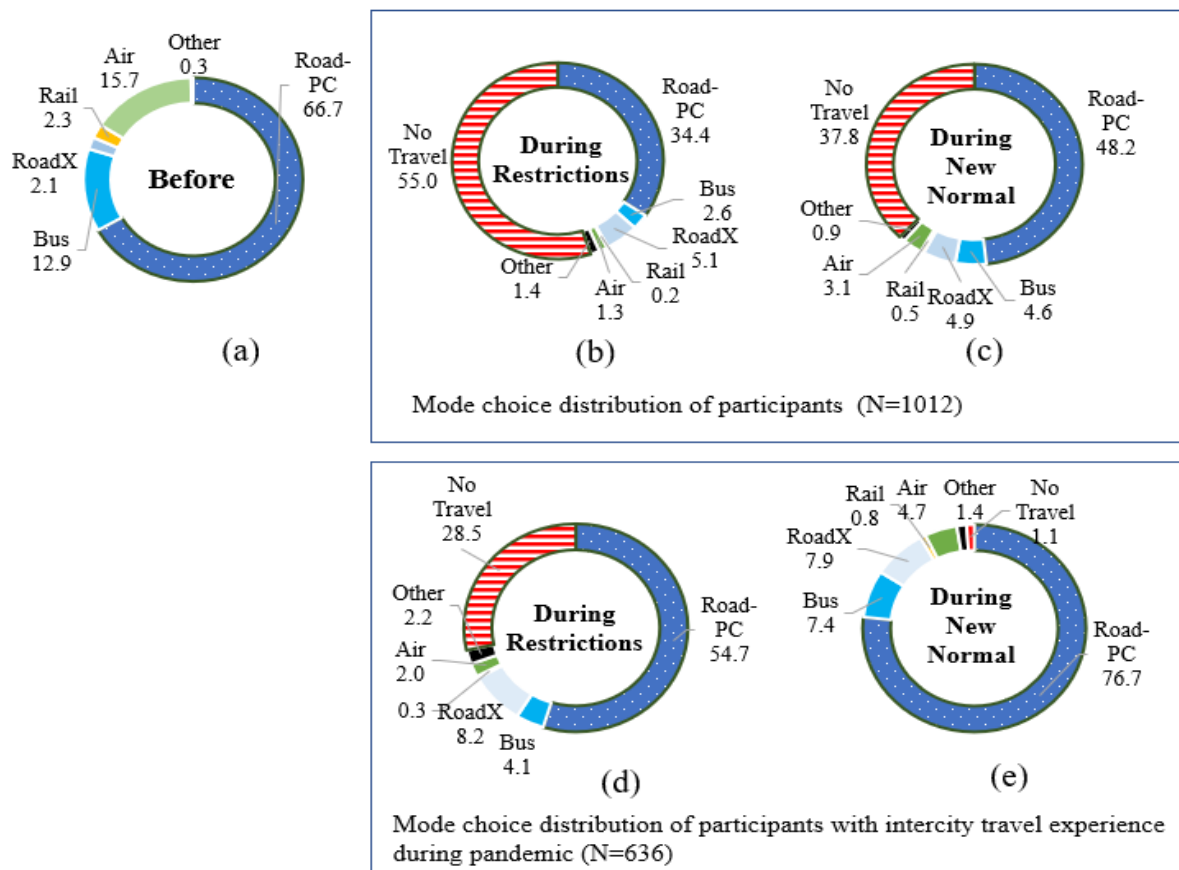 Other
0.3
Air
15.7
Rail
2.3
RoadX
2.1
Bus
12.9
Road-
PC
66.7
Before
(a)
No
Travel
55.0
Road-
PC
34.4
During
Restrictions
Bus
2.6
RoadX
5.1
Rail
0.2
Air
1.3
Other
1.4
(b)
No
Travel
37.8
Road-
PC
48.2
During
New
Normal
Other
0.9
Air
3.1
Rail
0.5
RoadX
4.9
Bus
4.6
(c)
Mode choice distribution of participants (N=1012)
No
Travel
28.5
Other
2.2
Air
2.0
0.3
RoadX
8.2
Bus
4.1
Road-
PC
54.7
During
Restrictions
(d)
Rail
0.8
Air
4.7
Other
1.4
No
Travel
1.1
RoadX
7.9
Bus
7.4
Road-
PC
76.7
During
New
Normal
(e)
Mode choice distribution of participants with intercity travel experience
during pandemic (N=636)